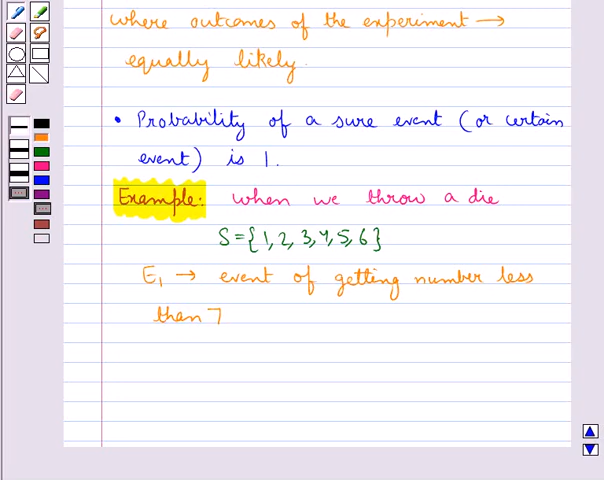 where outcomes of the experiment →
equally likely.
• Probability of a sure event (or certain
event) is 1.
Example: when we throw a die
S={1,2,3,4,5,6}
E₁ → event of getting number less
than 7